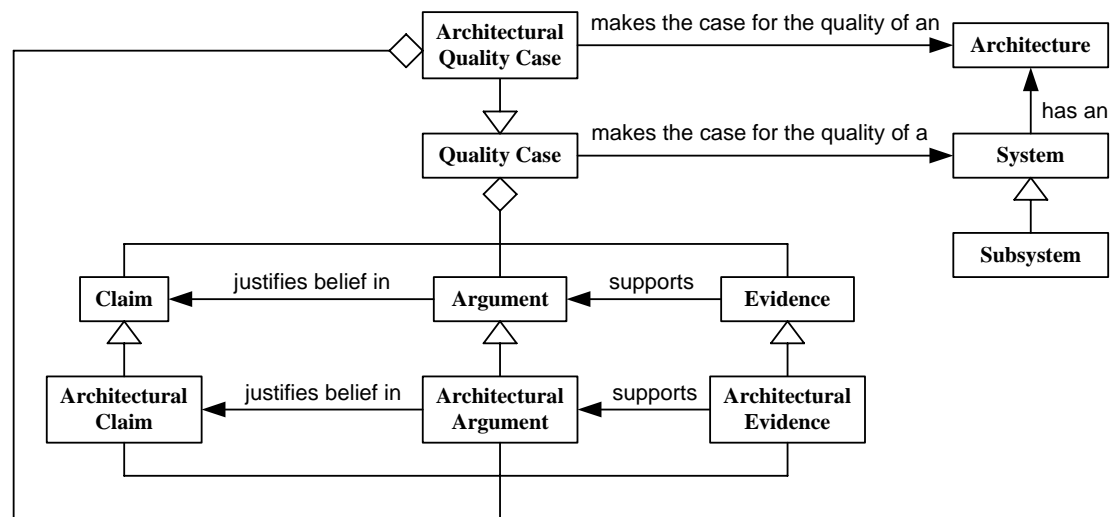 Architectural
Quality Case
makes the case for the quality of an
Architecture
has an
Quality Case
makes the case for the quality of a
System
Subsystem
Claim
justifies belief in
Argument
supports
Evidence
Architectural
Claim
justifies belief in
Architectural
Argument
supports
Architectural
Evidence